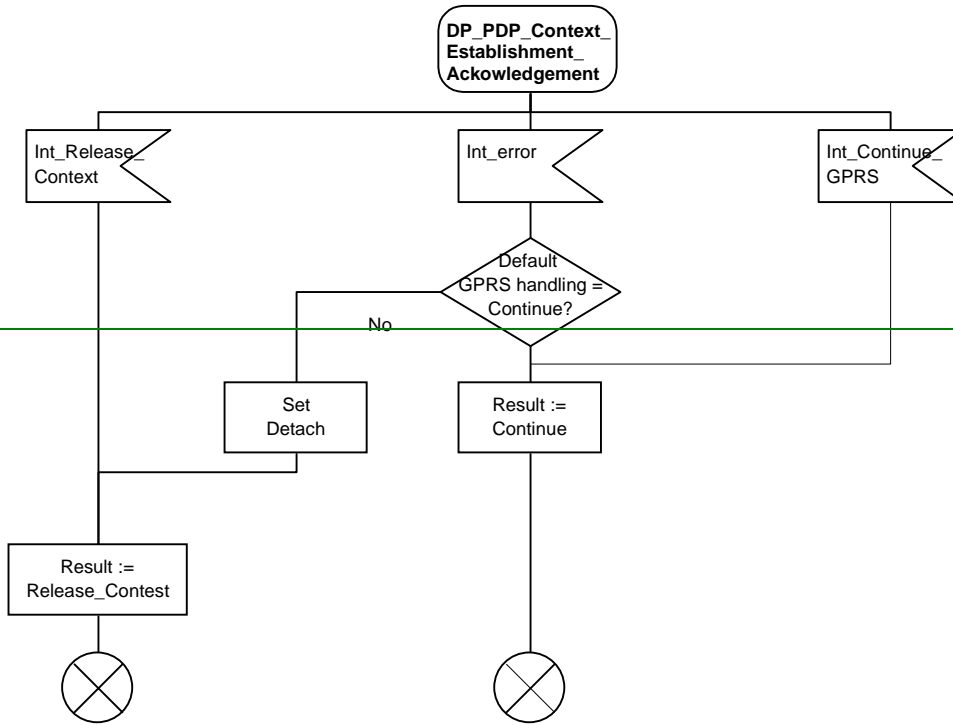 DP_PDP_Context_
Establishment_
Ackowledgement
Int_Release_
Context
Int_error
Int_Continue_
GPRS
Default
GPRS handling =
Continue?
No
Set
Detach
Result :=
Continue
Result :=
Release_Contest